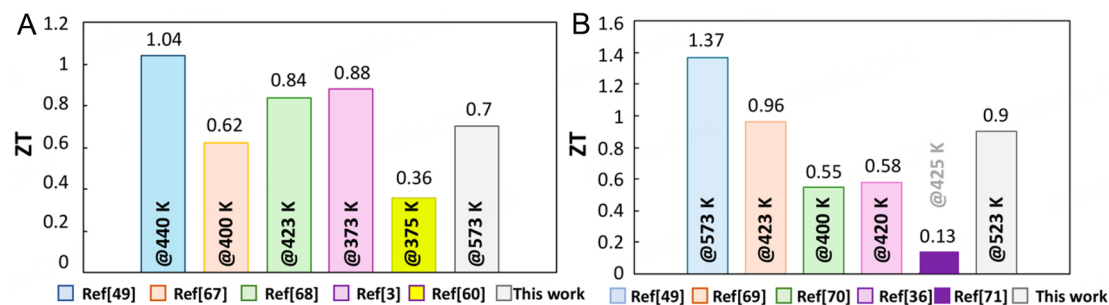 A
1.2
1
0.8
0.6
0.4
0.2
0
ZT
1.04
0.62
0.84
0.88
0.36
0.7
@440 K
@400 K
@423 K
@373 K
@375 K
@573 K
Ref[49] Ref[67] Ref[68] Ref[3] Ref[60] This work
B
1.6
1.4
1.2
1
0.8
0.6
0.4
0.2
0
ZT
1.37
0.96
0.55
0.58
0.13
0.9
@573 K
@423 K
@400 K
@420 K
@425 K
@523 K
Ref[49] Ref[69] Ref[70] Ref[36] Ref[71] This work